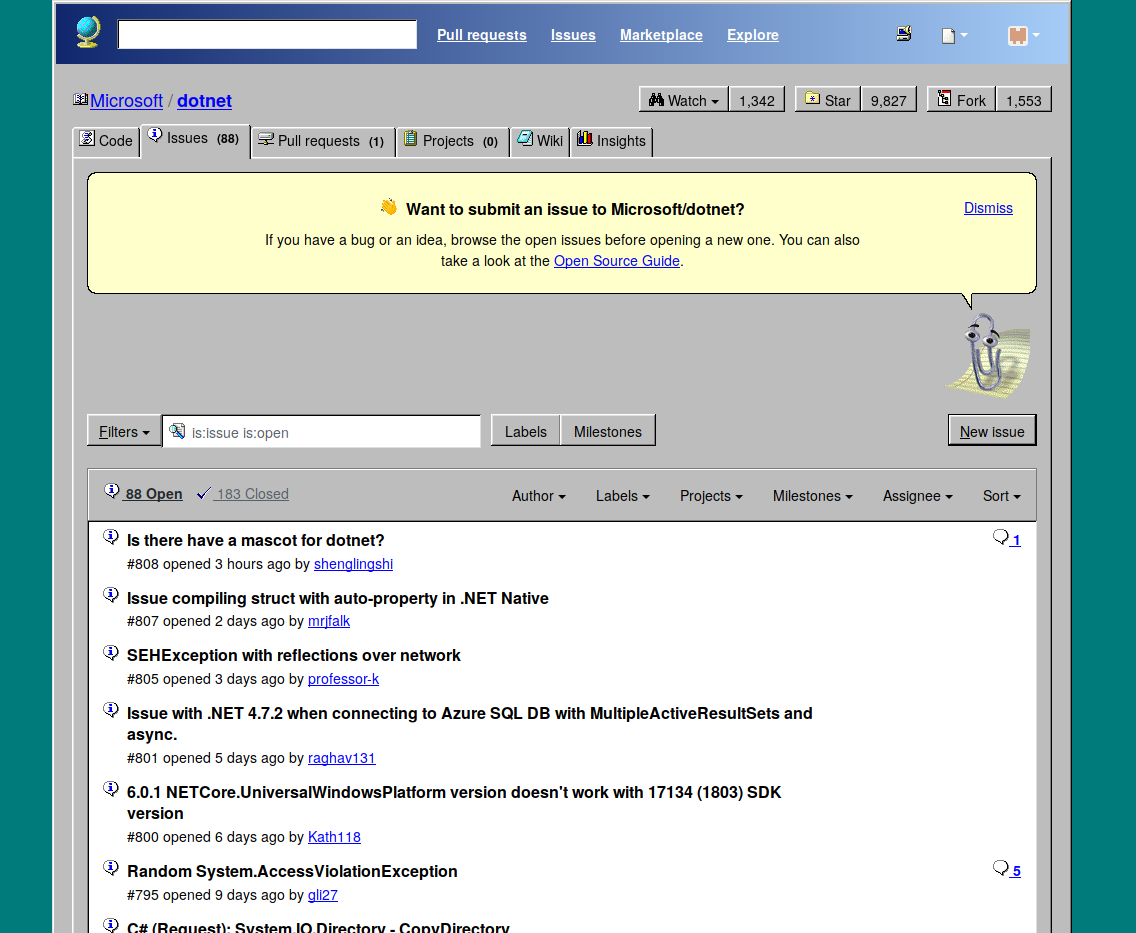 Pull requests Issues Marketplace Explore
Microsoft / dotnet
Watch 1,342 Star 9,827 Fork 1,553
Code Issues (88) Pull requests (1) Projects (0) Wiki Insights
Want to submit an issue to Microsoft/dotnet? Dismiss
If you have a bug or an idea, browse the open issues before opening a new one. You can also
take a look at the Open Source Guide.
Filters is:issue is:open Labels Milestones New issue
88 Open 183 Closed Author Labels Projects Milestones Assignee Sort
Is there have a mascot for dotnet? 1
#808 opened 3 hours ago by shenglingshi
Issue compiling struct with auto-property in .NET Native
#807 opened 2 days ago by mrjfalk
SEHException with reflections over network
#805 opened 3 days ago by professor-k
Issue with .NET 4.7.2 when connecting to Azure SQL DB with MultipleActiveResultSets and
async.
#801 opened 5 days ago by raghav131
6.0.1 NETCore.UniversalWindowsPlatform version doesn't work with 17134 (1803) SDK
version
#800 opened 6 days ago by Kath118
Random System.AccessViolationException 5
#795 opened 9 days ago by gli27
C# (Request): System.IO.Directory - CopyDirectory